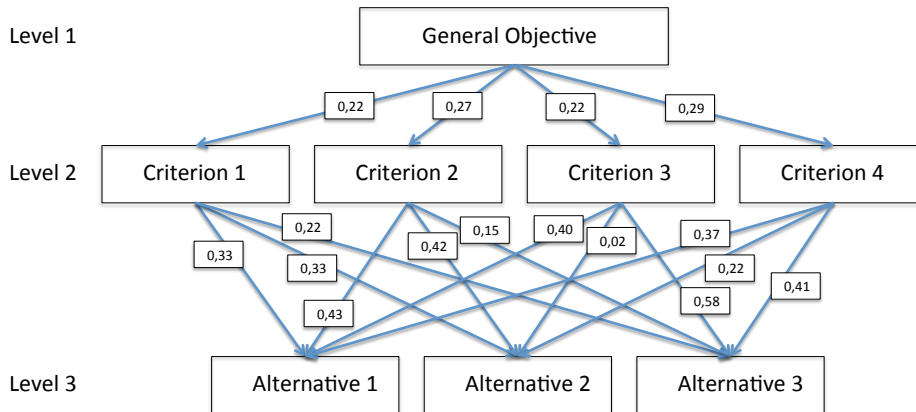 Level 1
General Objective
0,22
0,27
0,22
0,29
Level 2
Criterion 1
Criterion 2
Criterion 3
Criterion 4
0,22
0,15
0,40
0,37
0,33
0,33
0,42
0,02
0,22
0,43
0,58
0,41
Level 3
Alternative 1
Alternative 2
Alternative 3